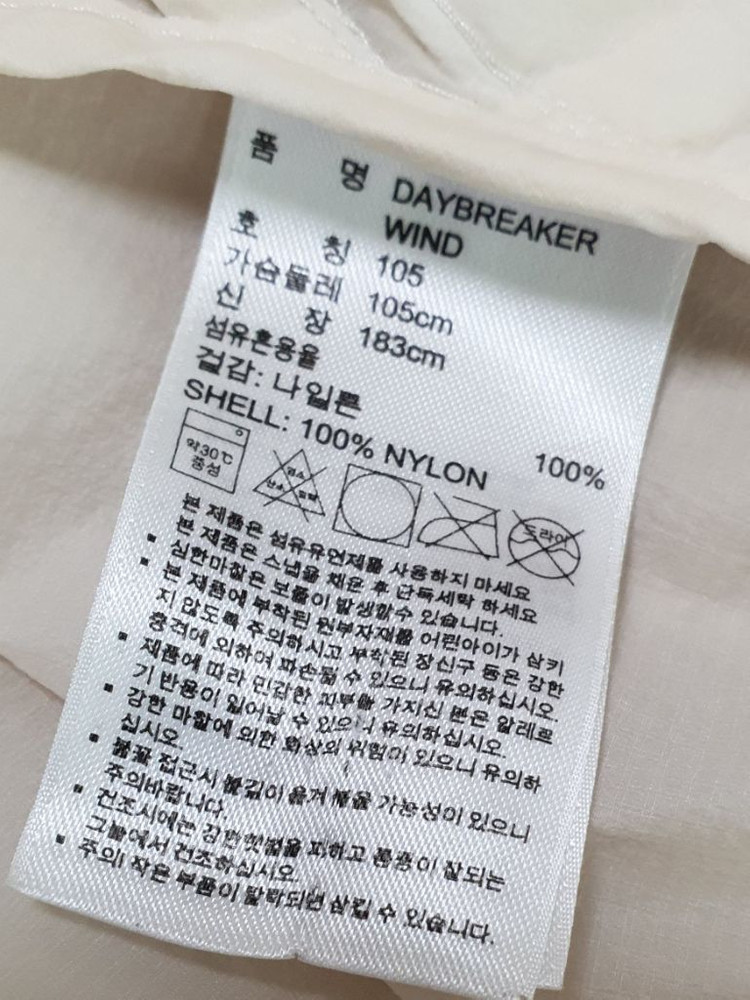 품 명 DAYBREAKER
WIND
호 칭 105
가슴둘레 105cm
신 장 183cm
섬유혼용율
겉감: 나일론 100%
SHELL: 100% NYLON
약30℃
중성
염소
산소 표백
드라이
본 제품은 섬유유연제를 사용하지 마세요
본 제품은 스냅을 채운 후 단독세탁 하세요
▪ 심한마찰은 보풀이 발생할수 있습니다.
▪ 본 제품에 부착된 원부자재를 어린아이가 삼키
지 않도록 주의하시고 부착된 장신구 등은 강한
충격에 의하여 파손될 수 있으니 유의하십시오.
▪ 제품에 따라 민감한 피부를 가지신 분은 알레르
기 반응이 일어날 수 있으니 유의하십시오.
▪ 강한 마찰에 의한 화상의 위험이 있으니 유의하
십시오.
▪ 불꽃 접근시 불길이 옮겨 붙을 가능성이 있으니
주의바랍니다.
▪ 건조시에는 강한햇볕을 피하고 통풍이 잘되는
그늘에서 건조하십시오.
▪ 주의! 작은 부품이 탈락되면 삼킬 수 있습니다.